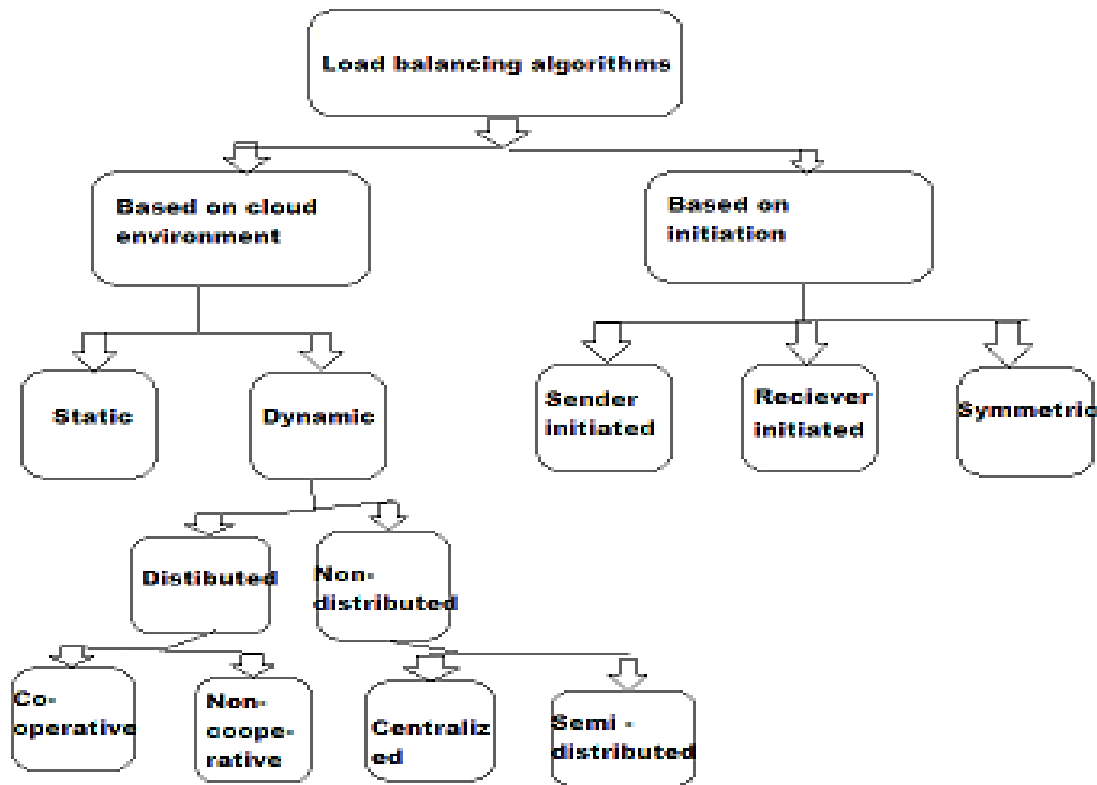 Load balancing algorithms
Based on cloud
environment
Based on
initiation
Static
Dynamic
Sender
initiated
Reciever
initiated
Symmetric
Distibuted
Non-
distributed
Co-
operative
Non-
coope-
rative
Centraliz
ed
Semi -
distributed